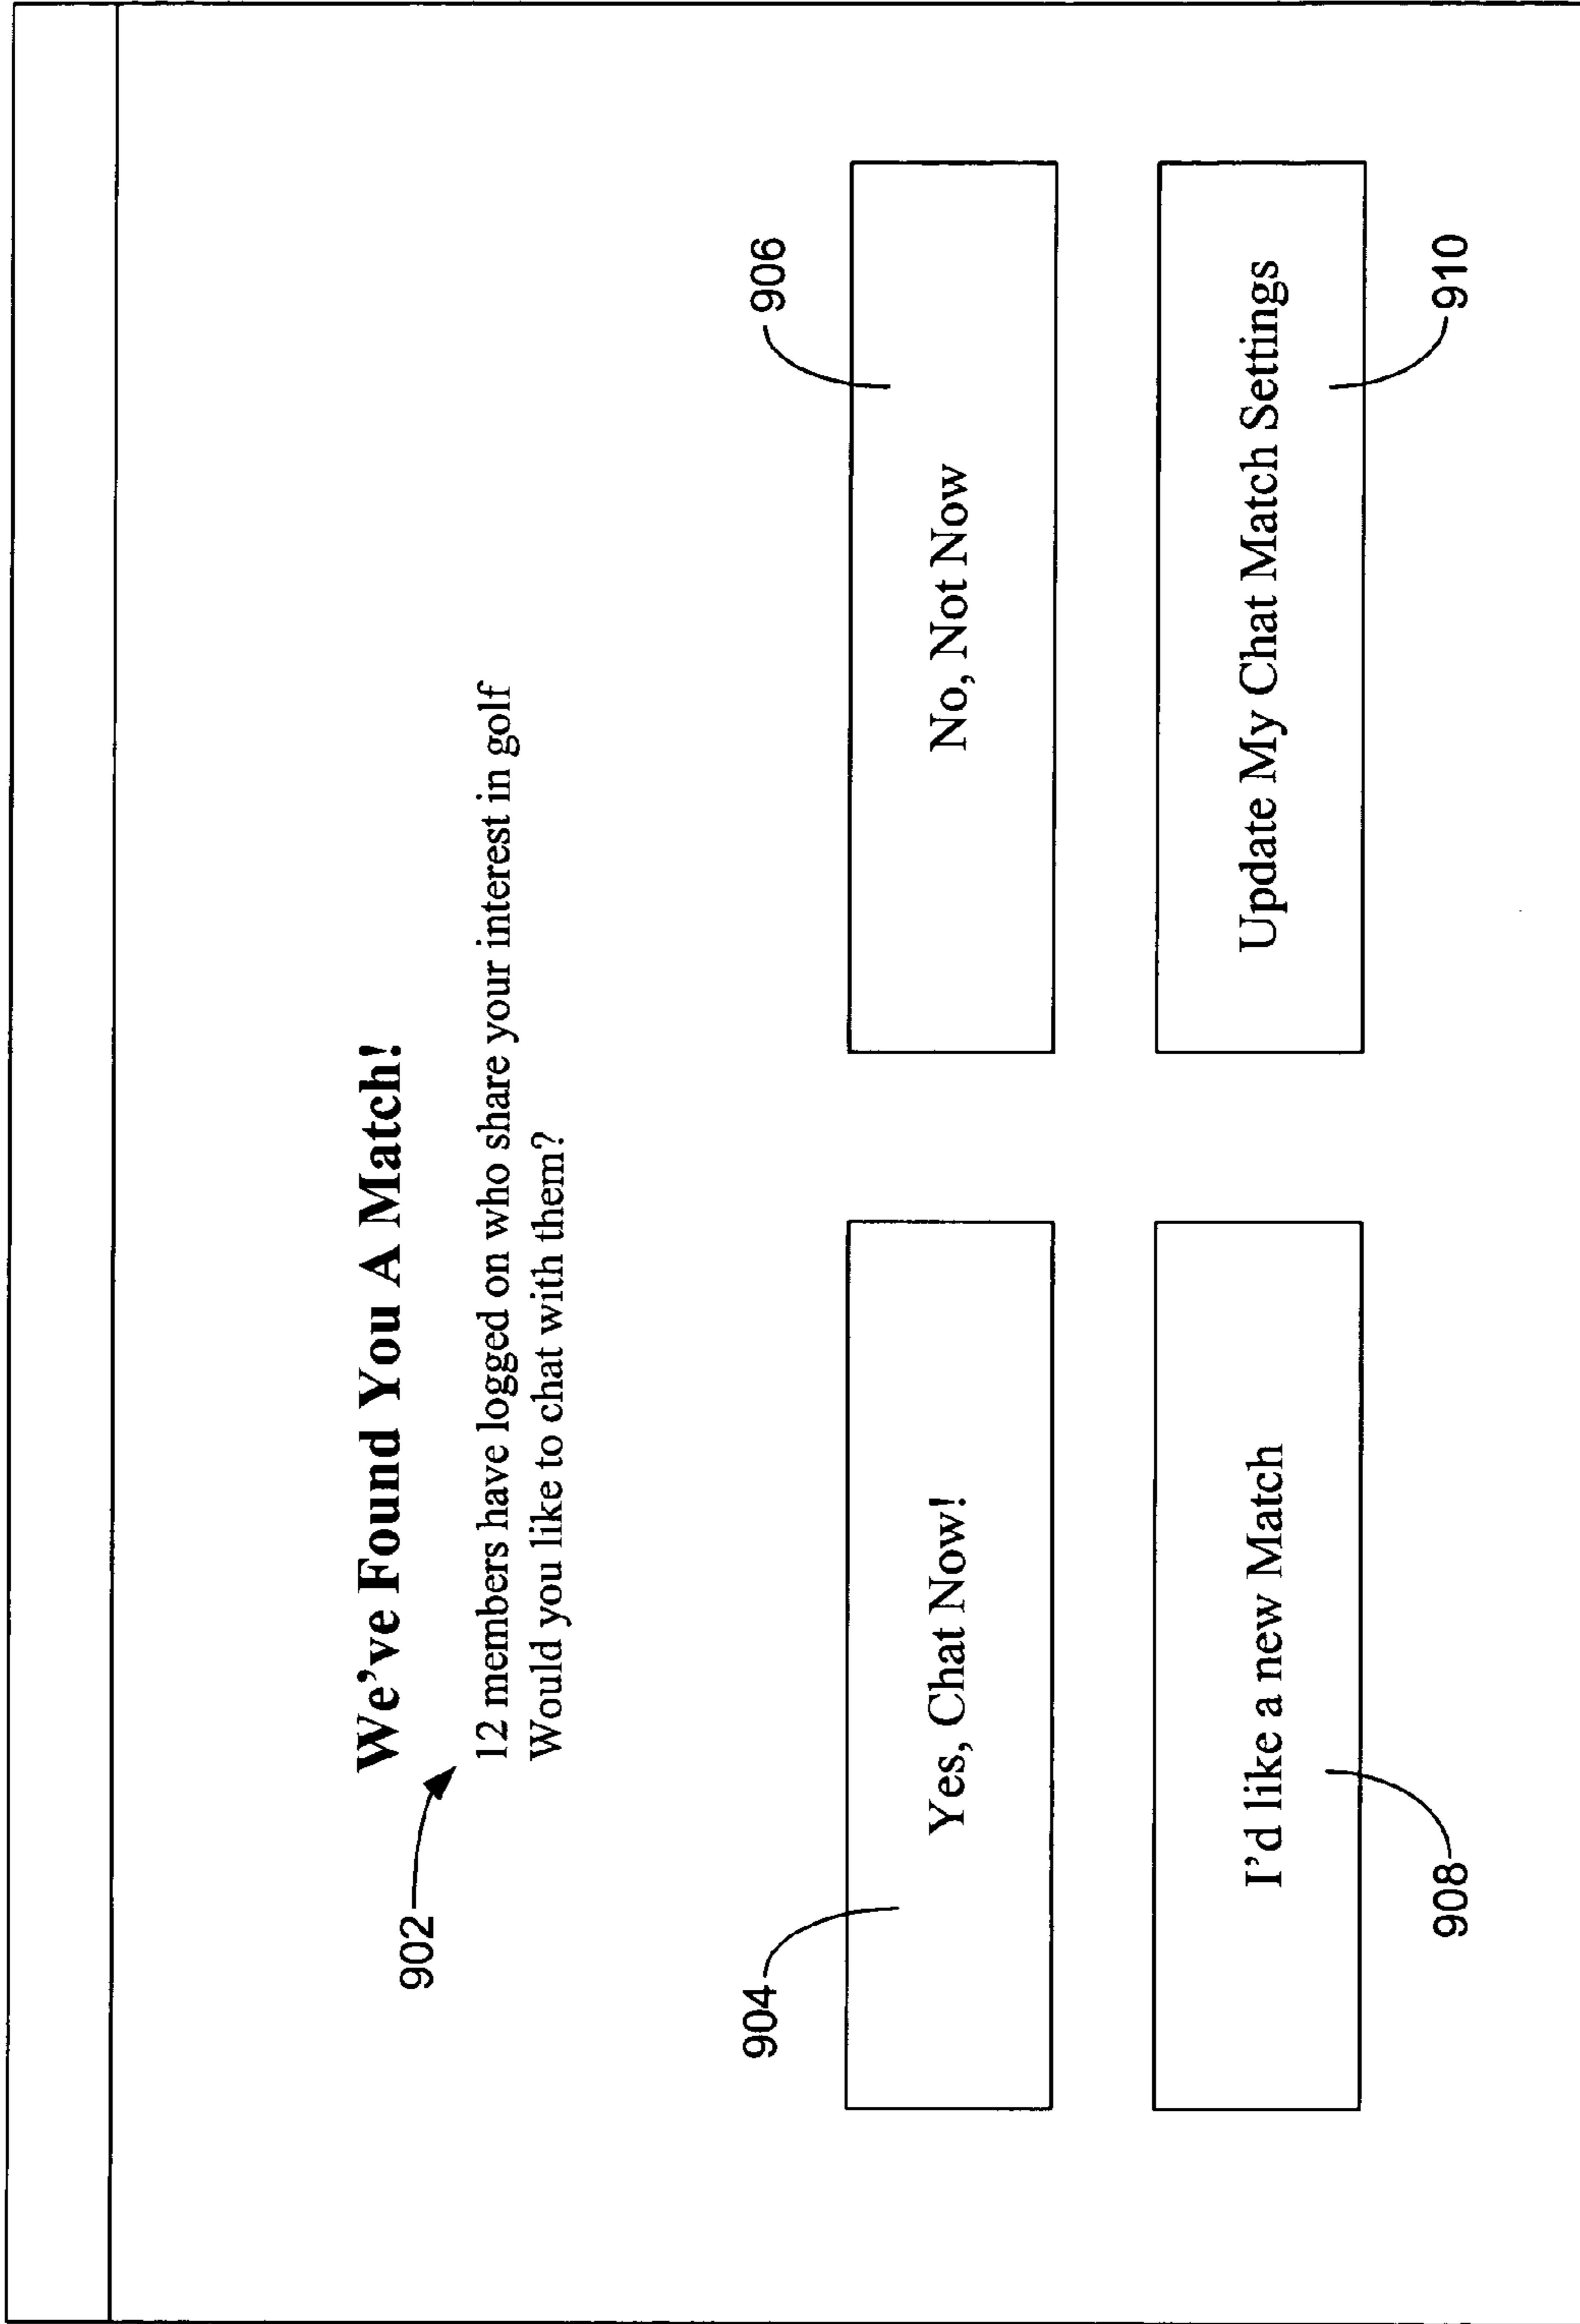 We've Found You A Match!
902
12 members have logged on who share your interest in golf
Would you like to chat with them?
904
906
Yes, Chat Now!
No, Not Now
I'd like a new Match
Update My Chat Match Settings
908
910